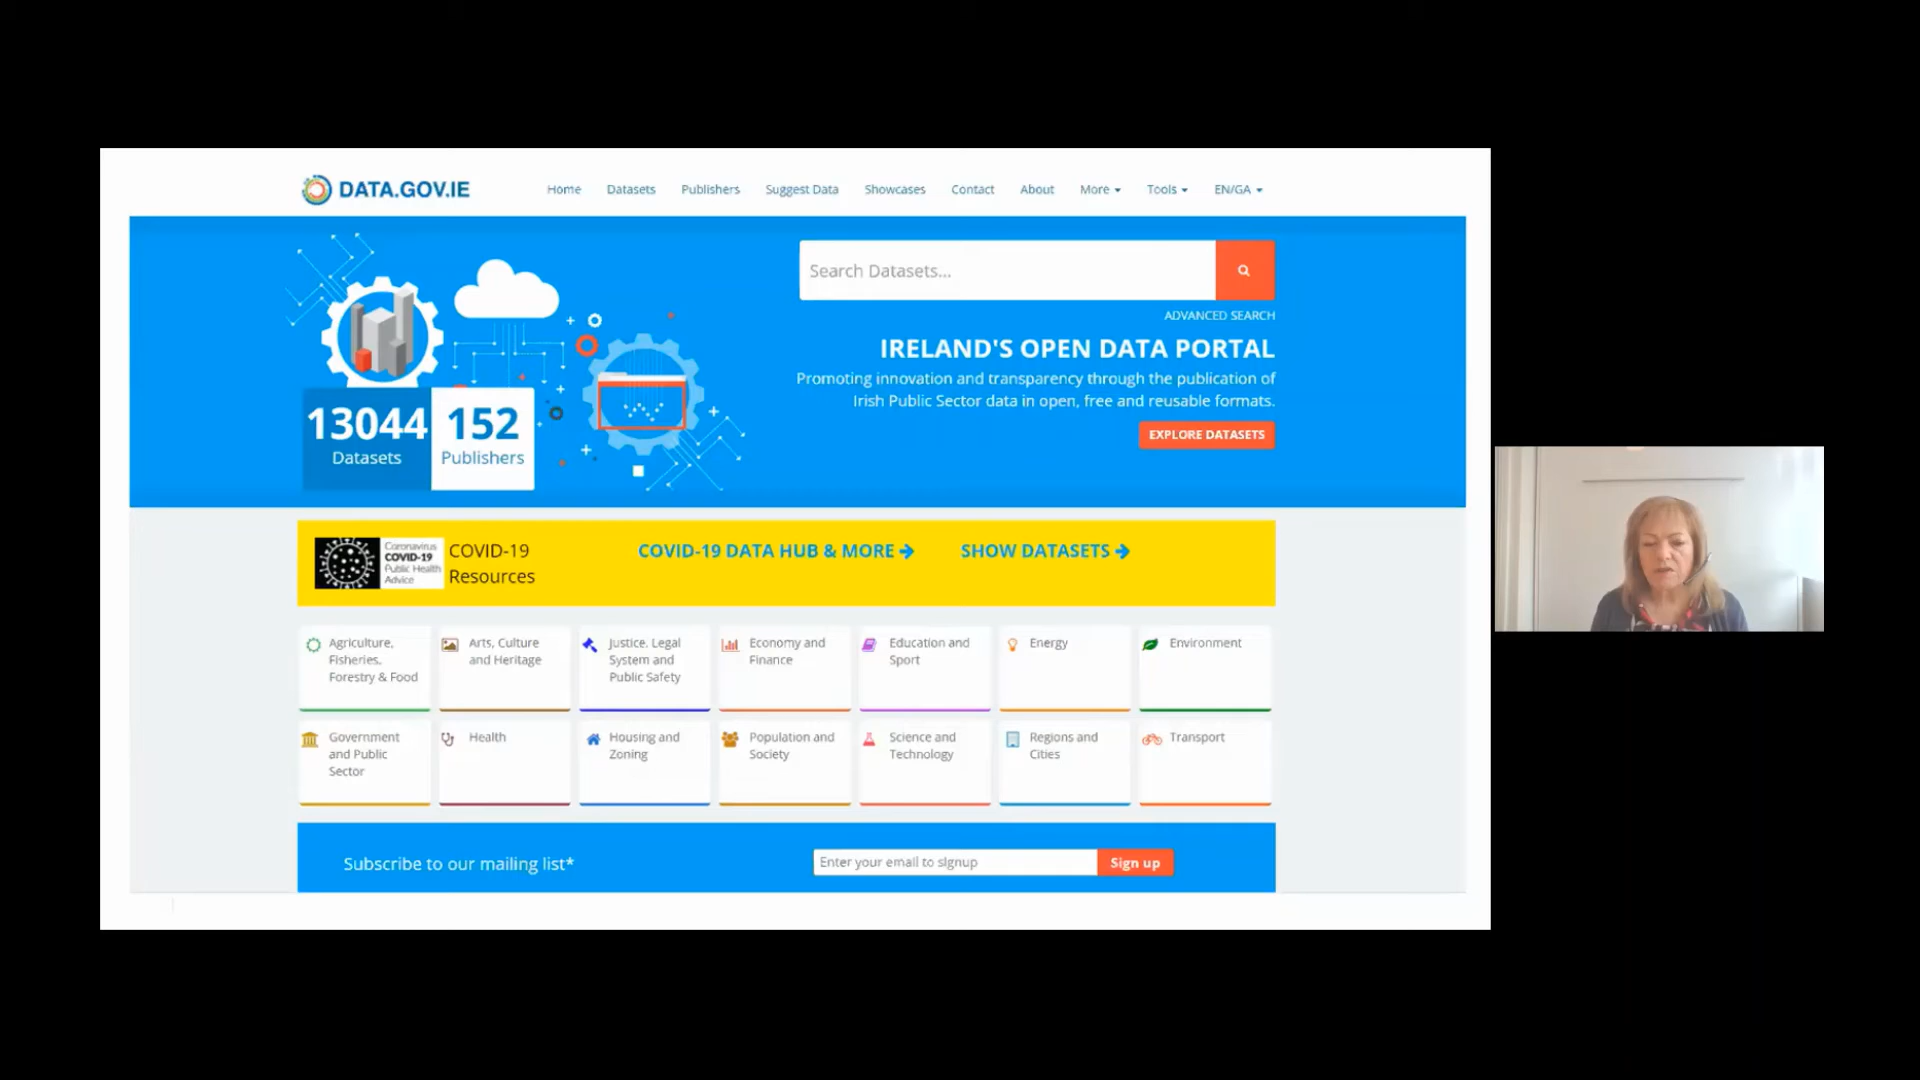 DATA.GOV.IE
Home Datasets Publishers Suggest Data Showcases Contact About More Tools EN/GA
Search Datasets...
ADVANCED SEARCH
IRELAND'S OPEN DATA PORTAL
Promoting innovation and transparency through the publication of
Irish Public Sector data in open, free and reusable formats.
EXPLORE DATASETS
13044
Datasets
152
Publishers
Coronavirus
COVID-19
Public Health
Advice
COVID-19
Resources
COVID-19 DATA HUB & MORE
SHOW DATASETS
Agriculture,
Fisheries,
Forestry & Food
Arts, Culture
and Heritage
Justice, Legal
System and
Public Safety
Economy and
Finance
Education and
Sport
Energy
Environment
Government
and Public
Sector
Health
Housing and
Zoning
Population and
Society
Science and
Technology
Regions and
Cities
Transport
Subscribe to our mailing list*
Enter your email to signup
Sign up